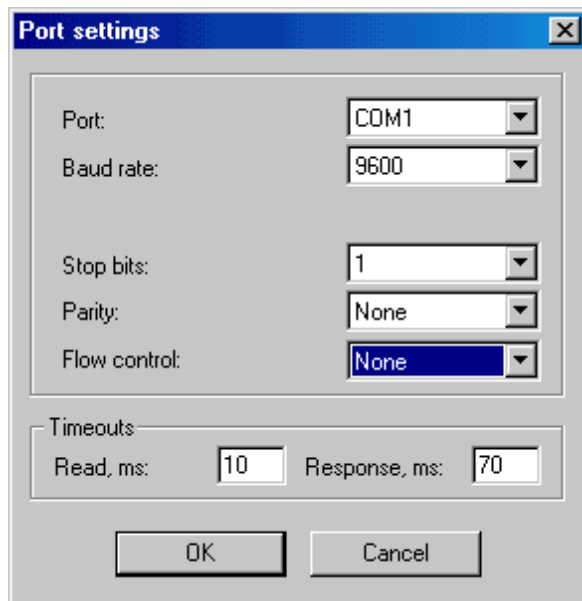 Port settings
Port: COM1
Baud rate: 9600
Stop bits: 1
Parity: None
Flow control: None
Timeouts
Read, ms: 10 Response, ms: 70
OK Cancel